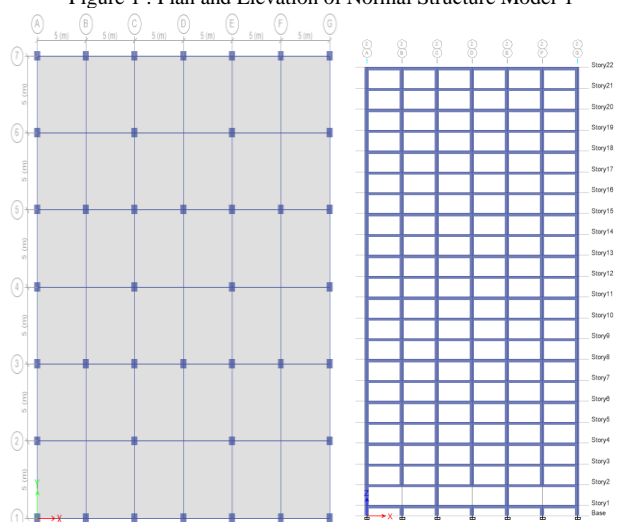 Figure 1 : Plan and Elevation of Normal Structure Model 1
A B C D E F G
5 (m) 5 (m) 5 (m) 5 (m) 5 (m) 5 (m)
7
5 (m)
6
5 (m)
5
5 (m)
4
5 (m)
3
5 (m)
2
5 (m)
1
Y
X
A B C D E F G
Story22
Story21
Story20
Story19
Story18
Story17
Story16
Story15
Story14
Story13
Story12
Story11
Story10
Story9
Story8
Story7
Story6
Story5
Story4
Story3
Story2
Story1
Base
Z
X